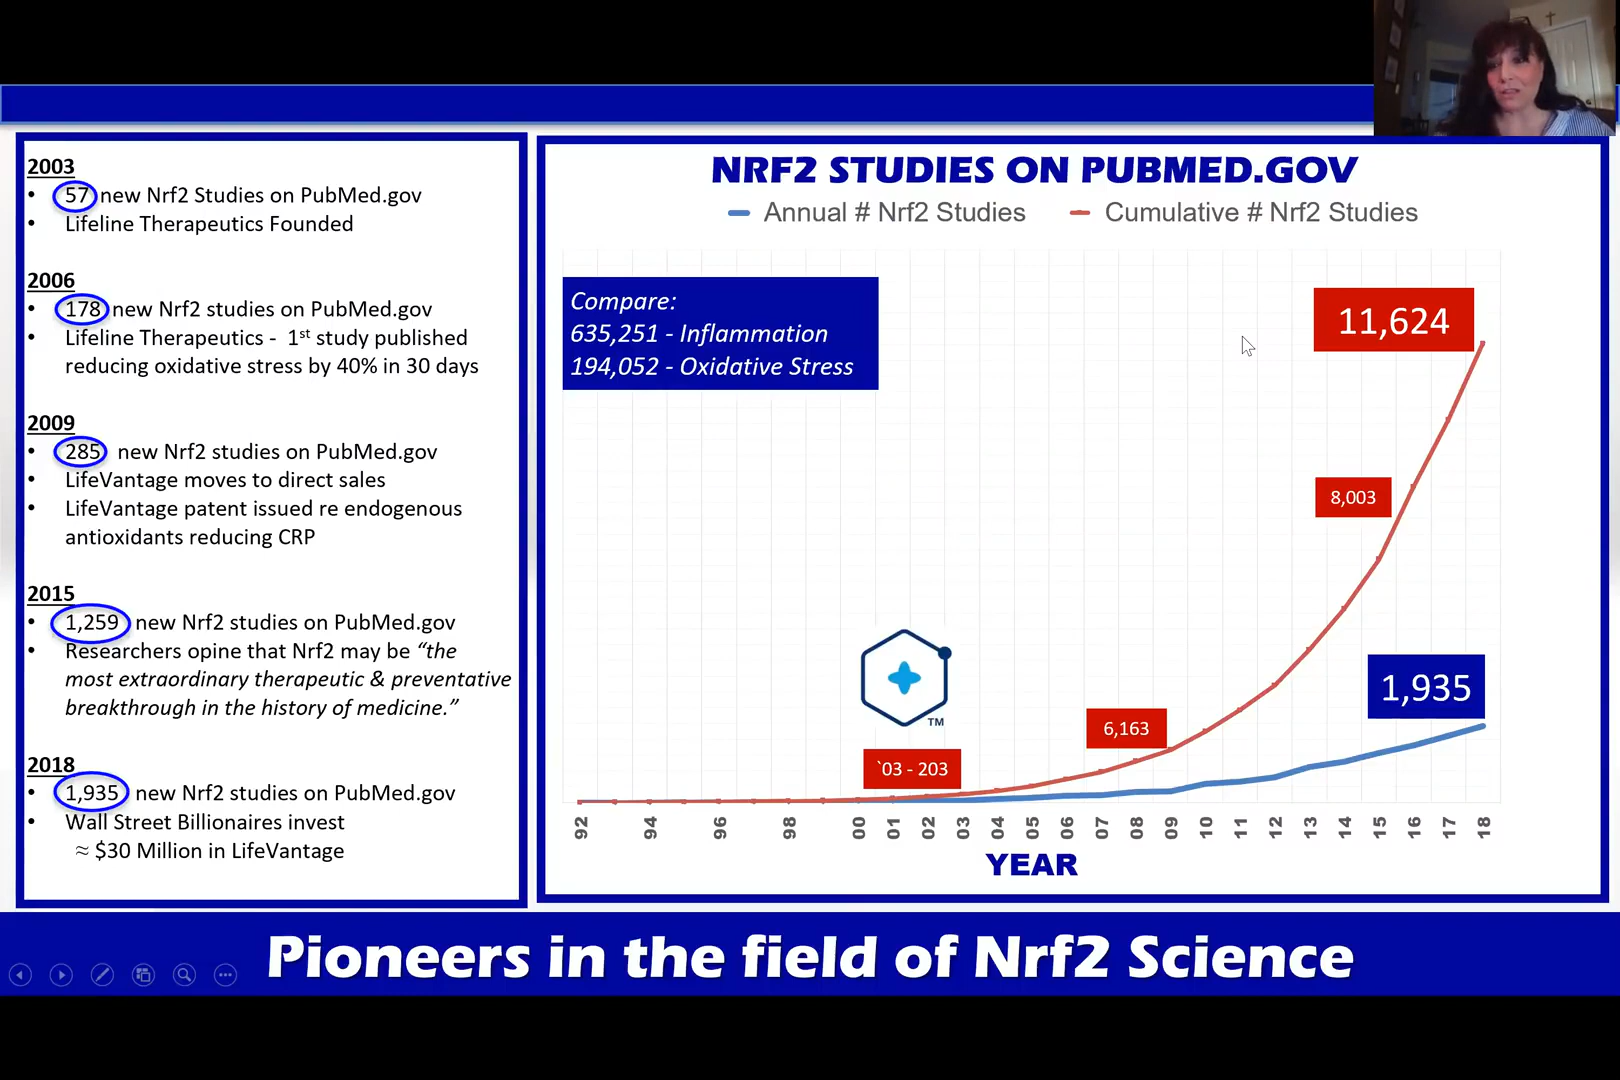 2003
• 57 new Nrf2 Studies on PubMed.gov
• Lifeline Therapeutics Founded
2006
• 178 new Nrf2 studies on PubMed.gov
• Lifeline Therapeutics - 1st study published
reducing oxidative stress by 40% in 30 days
2009
• 285 new Nrf2 studies on PubMed.gov
• LifeVantage moves to direct sales
• LifeVantage patent issued re endogenous
antioxidants reducing CRP
2015
• 1,259 new Nrf2 studies on PubMed.gov
• Researchers opine that Nrf2 may be “the
most extraordinary therapeutic & preventative
breakthrough in the history of medicine.”
2018
• 1,935 new Nrf2 studies on PubMed.gov
• Wall Street Billionaires invest
≈ $30 Million in LifeVantage
NRF2 STUDIES ON PUBMED.GOV
Annual # Nrf2 Studies Cumulative # Nrf2 Studies
Compare:
635,251 - Inflammation
194,052 - Oxidative Stress
11,624
8,003
1,935
6,163
`03 - 203
TM
92 94 96 98 00 01 02 03 04 05 06 07 08 09 10 11 12 13 14 15 16 17 18
YEAR
Pioneers in the field of Nrf2 Science